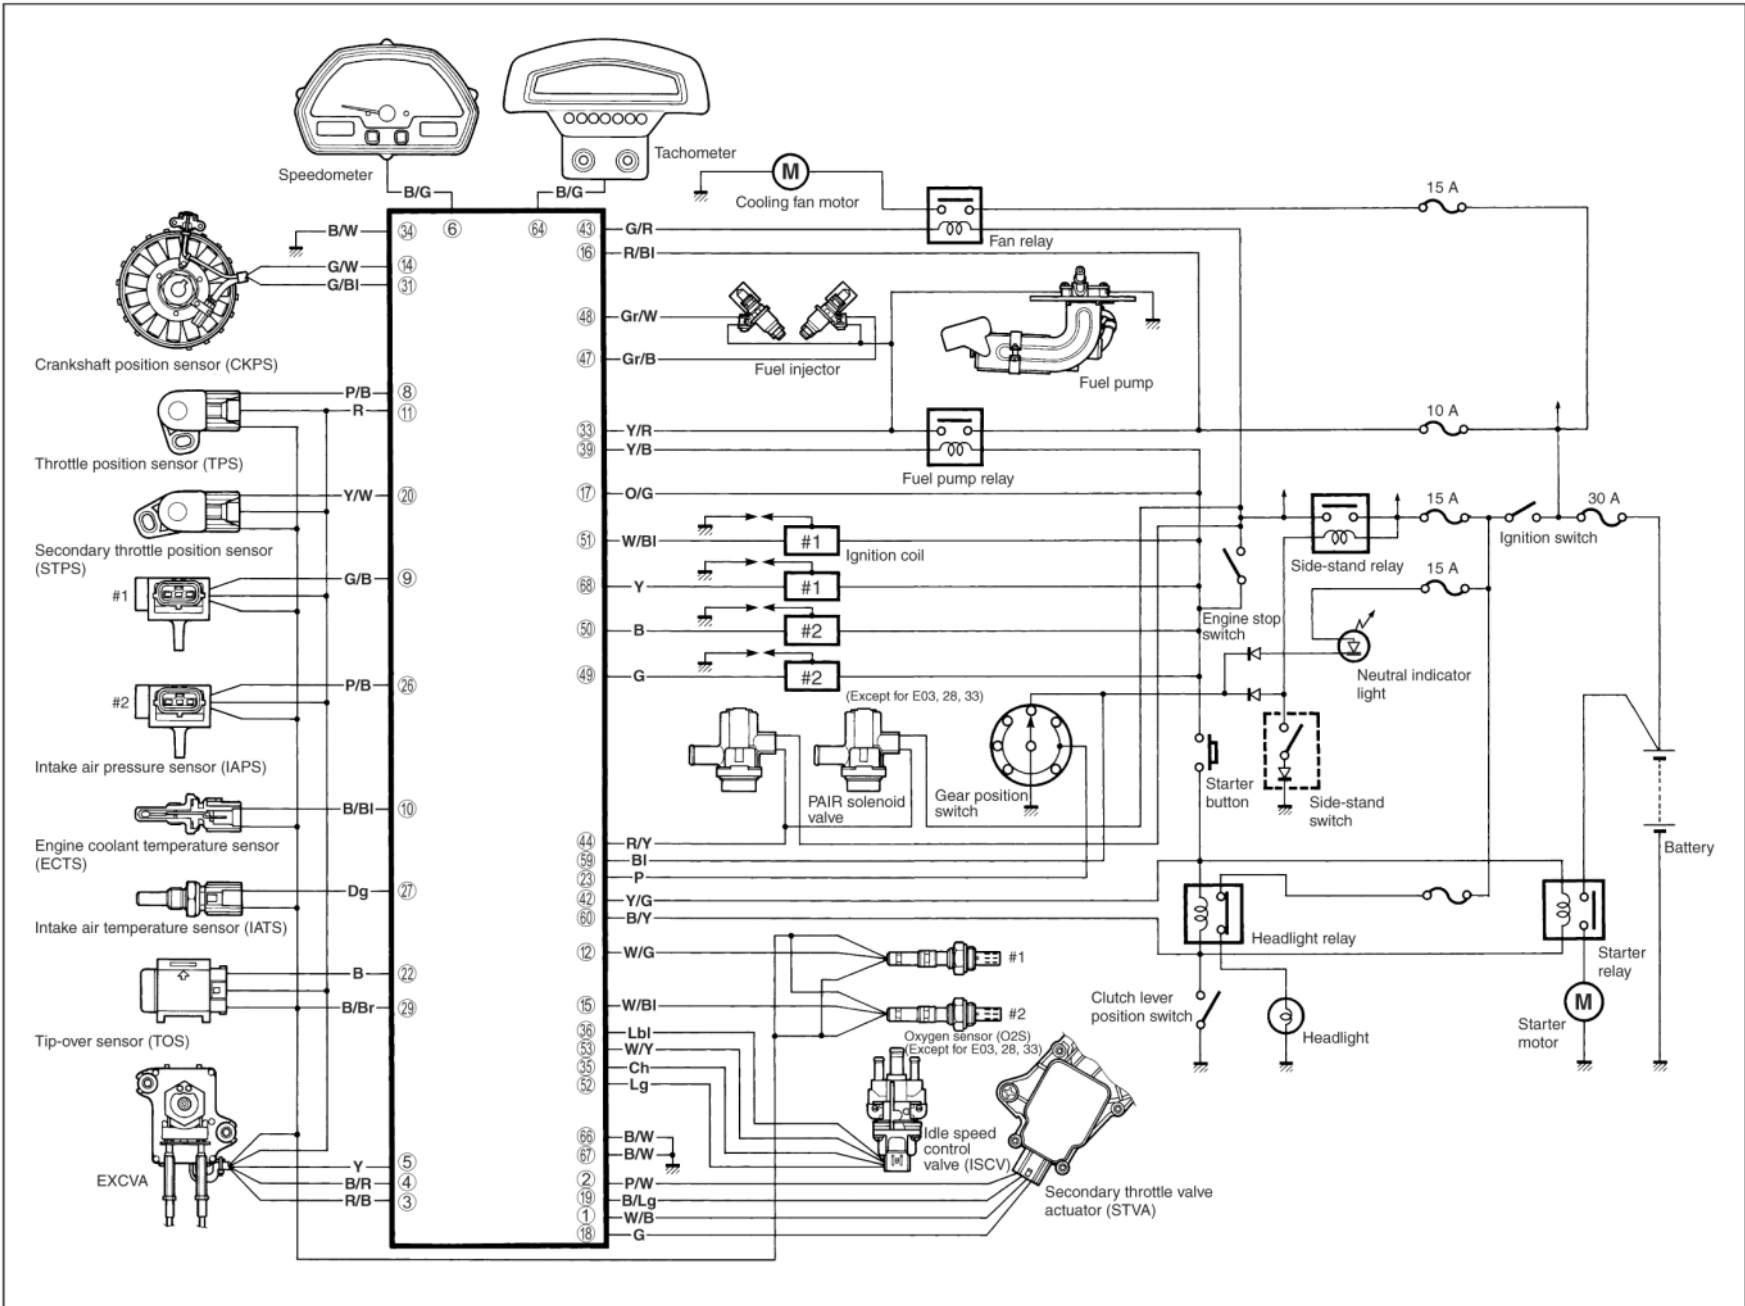 Speedometer
Tachometer
B/G
B/G
Cooling fan motor
M
15 A
Fan relay
B/W
34
6
64
43
G/R
16
R/Bl
G/W
14
G/Bl
31
Crankshaft position sensor (CKPS)
48
Gr/W
47
Gr/B
Fuel injector
Fuel pump
P/B
8
R
11
Throttle position sensor (TPS)
33
Y/R
39
Y/B
Fuel pump relay
10 A
Y/W
20
17
O/G
Secondary throttle position sensor
(STPS)
51
W/Bl
#1
Ignition coil
15 A
30 A
Ignition switch
Side-stand relay
15 A
#1
G/B
9
68
Y
#1
50
B
#2
Engine stop
switch
49
G
#2
Neutral indicator
light
#2
P/B
26
(Except for E03, 28, 33)
Intake air pressure sensor (IAPS)
PAIR solenoid
valve
Gear position
switch
Starter
button
Side-stand
switch
Battery
B/Bl
10
Engine coolant temperature sensor
(ECTS)
44
R/Y
59
Bl
23
P
Dg
27
42
Y/G
60
B/Y
Intake air temperature sensor (IATS)
Headlight relay
Starter
relay
12
W/G
#1
B
22
B/Br
29
15
W/Bl
#2
Oxygen sensor (O2S)
(Except for E03, 28, 33)
Clutch lever
position switch
Headlight
M
Starter
motor
Tip-over sensor (TOS)
36
Lbl
53
W/Y
35
Ch
52
Lg
Idle speed
control
valve (ISCV)
66
B/W
67
B/W
EXCVA
Y
5
B/R
4
R/B
3
2
P/W
19
B/Lg
1
W/B
18
G
Secondary throttle valve
actuator (STVA)